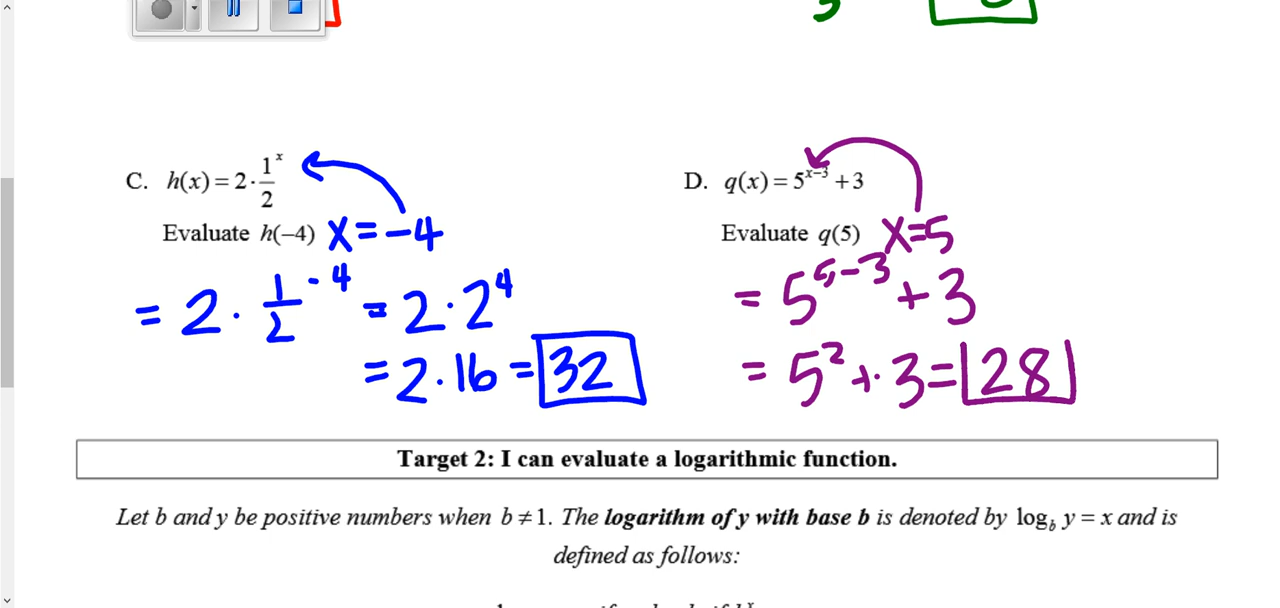 C. h(x) = 2 · 1/2^x
Evaluate h(−4) x = −4
= 2 · 1/2^-4 = 2 · 2^4
= 2 · 16 = 32
D. q(x) = 5^(x−3) + 3
Evaluate q(5) x=5
= 5^(5-3) + 3
= 5^2 + 3 = 28
Target 2: I can evaluate a logarithmic function.
Let b and y be positive numbers when b ≠ 1. The logarithm of y with base b is denoted by log_b y = x and is
defined as follows: